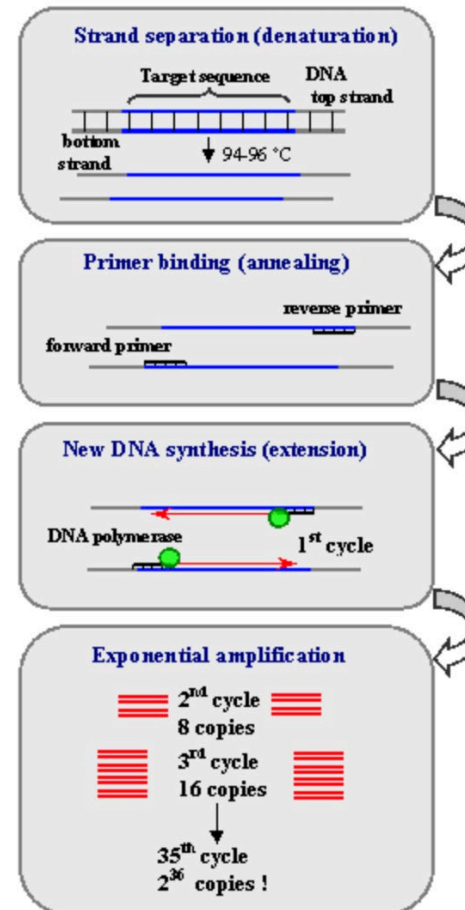 Strand separation (denaturation)
Target sequence
DNA
top strand
bottom
strand
94-96 °C
Primer binding (annealing)
reverse primer
forward primer
New DNA synthesis (extension)
DNA polymerase
1st cycle
Exponential amplification
2nd cycle
8 copies
3rd cycle
16 copies
35th cycle
2^36 copies !